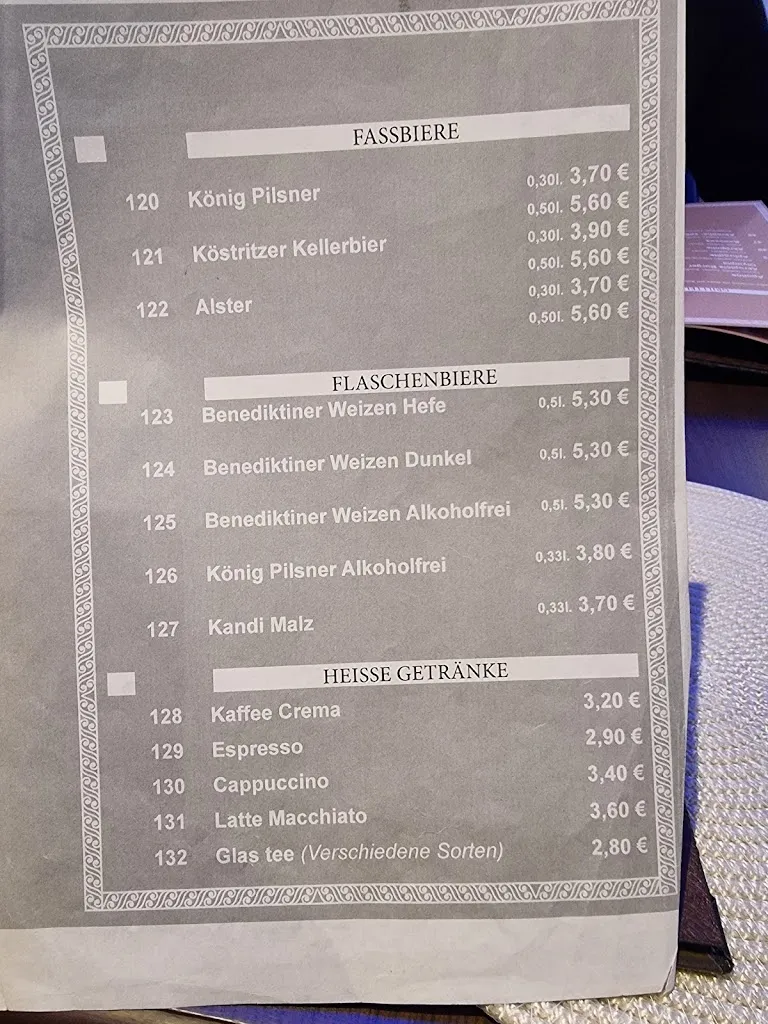 FASSBIERE
120 König Pilsner 0,30l. 3,70 €
0,50l. 5,60 €
121 Köstritzer Kellerbier 0,30l. 3,90 €
0,50l. 5,60 €
122 Alster 0,30l. 3,70 €
0,50l. 5,60 €
FLASCHENBIERE
123 Benediktiner Weizen Hefe 0,5l. 5,30 €
124 Benediktiner Weizen Dunkel 0,5l. 5,30 €
125 Benediktiner Weizen Alkoholfrei 0,5l. 5,30 €
126 König Pilsner Alkoholfrei 0,33l. 3,80 €
127 Kandi Malz 0,33l. 3,70 €
HEISSE GETRÄNKE
128 Kaffee Crema 3,20 €
129 Espresso 2,90 €
130 Cappuccino 3,40 €
131 Latte Macchiato 3,60 €
132 Glas tee (Verschiedene Sorten) 2,80 €